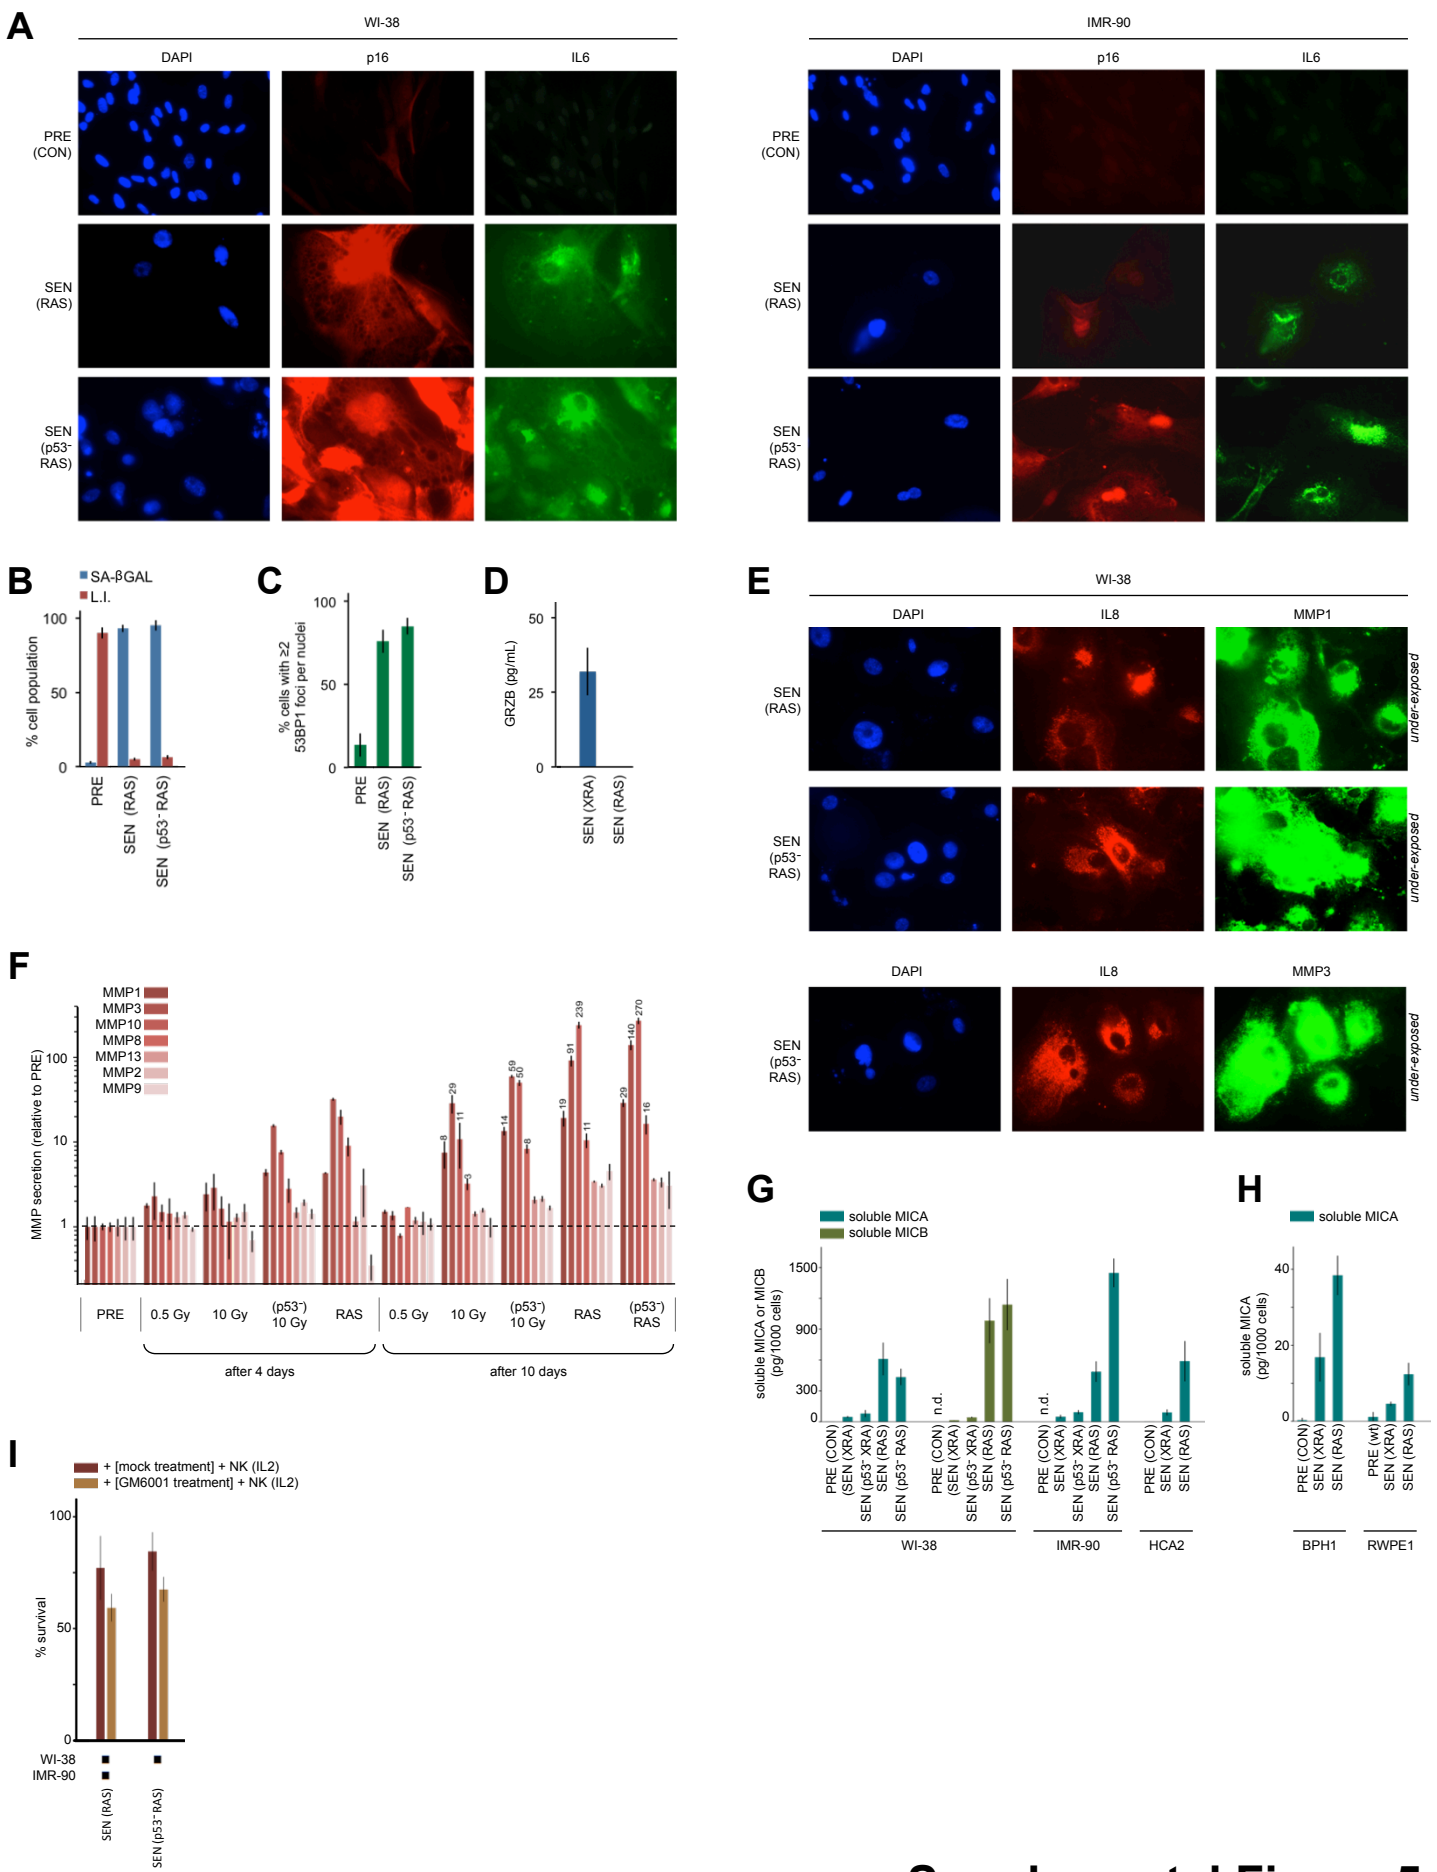 A
WI-38
DAPI
p16
IL6
PRE
(CON)
SEN
(RAS)
SEN
(p53-
RAS)
IMR-90
DAPI
p16
IL6
PRE
(CON)
SEN
(RAS)
SEN
(p53-
RAS)
B
SA-βGAL
L.I.
% cell population
100
50
0
PRE
SEN (RAS)
SEN (p53- RAS)
C
% cells with ≥2
53BP1 foci per nuclei
100
50
0
PRE
SEN (RAS)
SEN (p53- RAS)
D
GRZB (pg/mL)
50
25
0
SEN (XRA)
SEN (RAS)
E
WI-38
DAPI
IL8
MMP1
SEN
(RAS)
under-exposed
SEN
(p53-
RAS)
under-exposed
DAPI
IL8
MMP3
SEN
(p53-
RAS)
under-exposed
F
MMP1
MMP3
MMP10
MMP8
MMP13
MMP2
MMP9
MMP secretion (relative to PRE)
100
10
1
8
29
11
3
14
59
50
8
19
91
239
11
29
140
270
16
PRE
0.5 Gy
10 Gy
(p53-)
10 Gy
RAS
0.5 Gy
10 Gy
(p53-)
10 Gy
RAS
(p53-)
RAS
after 4 days
after 10 days
G
soluble MICA
soluble MICB
soluble MICA or MICB
(pg/1000 cells)
1500
900
300
0
n.d.
n.d.
PRE (CON)
(SEN (XRA)
SEN (p53- XRA)
SEN (RAS)
SEN (p53- RAS)
PRE (CON)
(SEN (XRA)
SEN (p53- XRA)
SEN (RAS)
SEN (p53- RAS)
PRE (CON)
SEN (XRA)
SEN (p53- XRA)
SEN (RAS)
SEN (p53- RAS)
PRE (CON)
SEN (XRA)
SEN (RAS)
WI-38
IMR-90
HCA2
H
soluble MICA
soluble MICA
(pg/1000 cells)
40
20
0
PRE (CON)
SEN (XRA)
SEN (RAS)
PRE (wt)
SEN (XRA)
SEN (RAS)
BPH1
RWPE1
I
+ [mock treatment] + NK (IL2)
+ [GM6001 treatment] + NK (IL2)
% survival
100
50
0
WI-38
IMR-90
SEN (RAS)
SEN (p53- RAS)